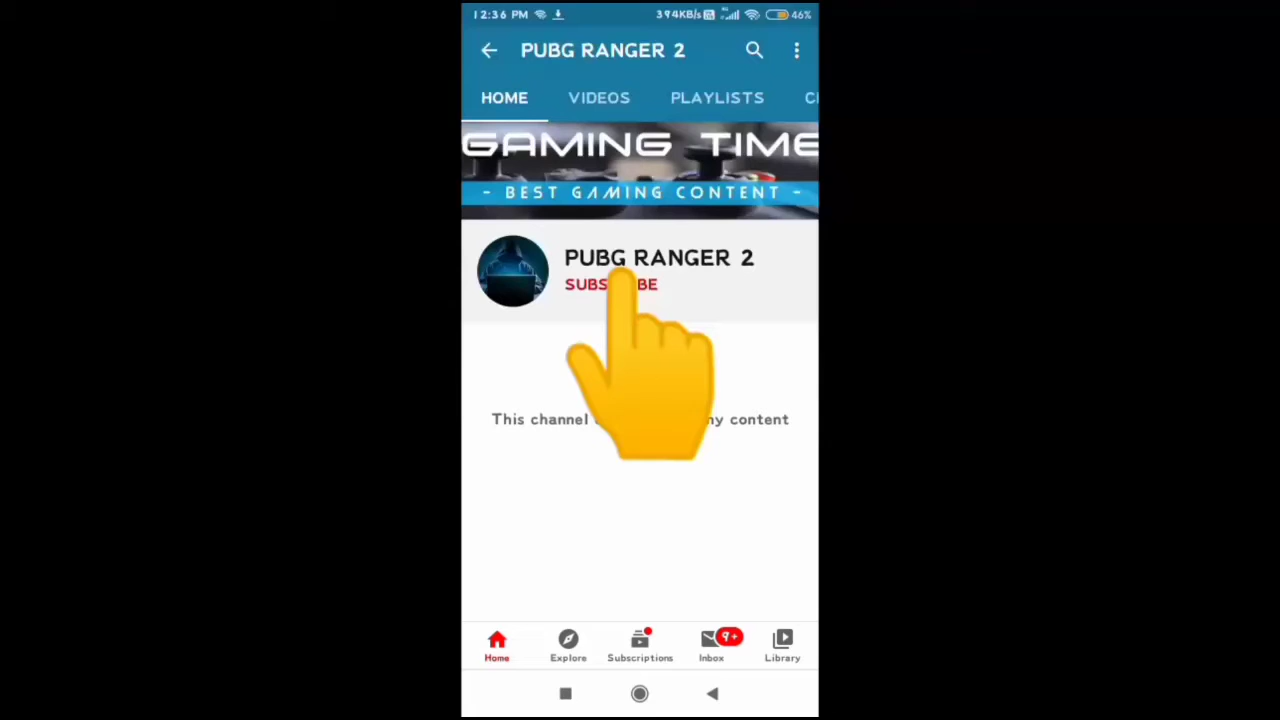 12:36 PM 394KB/s 46%
PUBG RANGER 2
HOME VIDEOS PLAYLISTS
GAMING TIME
- BEST GAMING CONTENT -
PUBG RANGER 2
SUBS BE
This channel content
Home Explore Subscriptions 9+ Inbox Library